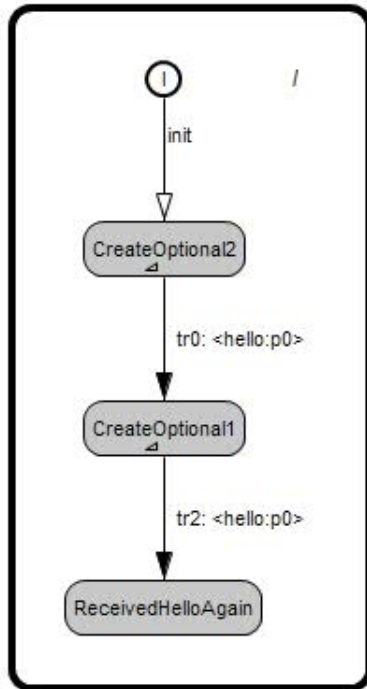 I
/
init
CreateOptional2
tr0: <hello:p0>
CreateOptional1
tr2: <hello:p0>
ReceivedHelloAgain